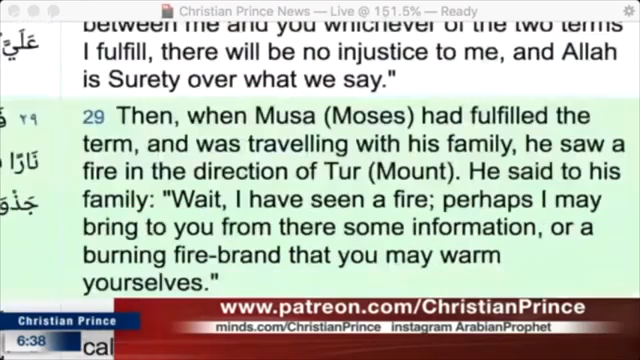 Christian Prince News — Live @ 151.5% — Ready
between me and you whichever of the two terms
I fulfill, there will be no injustice to me, and Allah
is Surety over what we say."
عَلَيَّ
29 Then, when Musa (Moses) had fulfilled the
term, and was travelling with his family, he saw a
fire in the direction of Tur (Mount). He said to his
family: "Wait, I have seen a fire; perhaps I may
bring to you from there some information, or a
burning fire-brand that you may warm
yourselves."
٢٩
نَارًا
www.patreon.com/ChristianPrince
Christian Prince
minds.com/ChristianPrince instagram ArabianProphet
6:38
cal